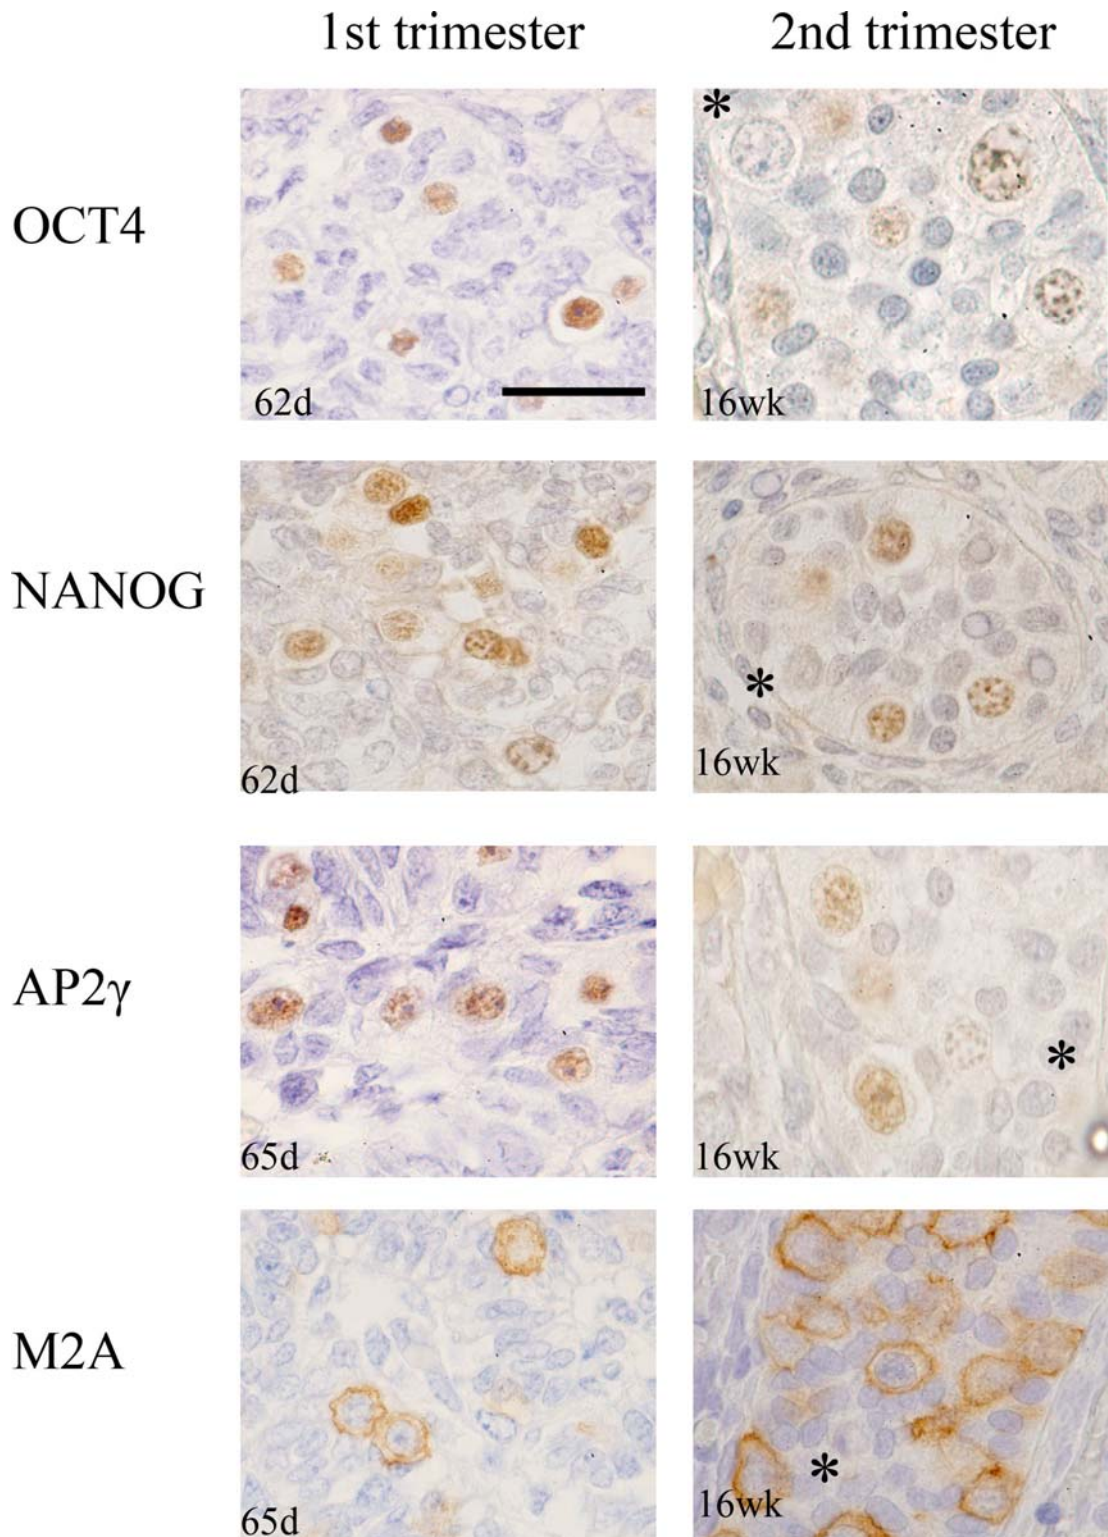 1st trimester 2nd trimester
OCT4
*
62d
16wk
NANOG
*
62d
16wk
AP2γ
*
65d
16wk
M2A
*
65d
16wk